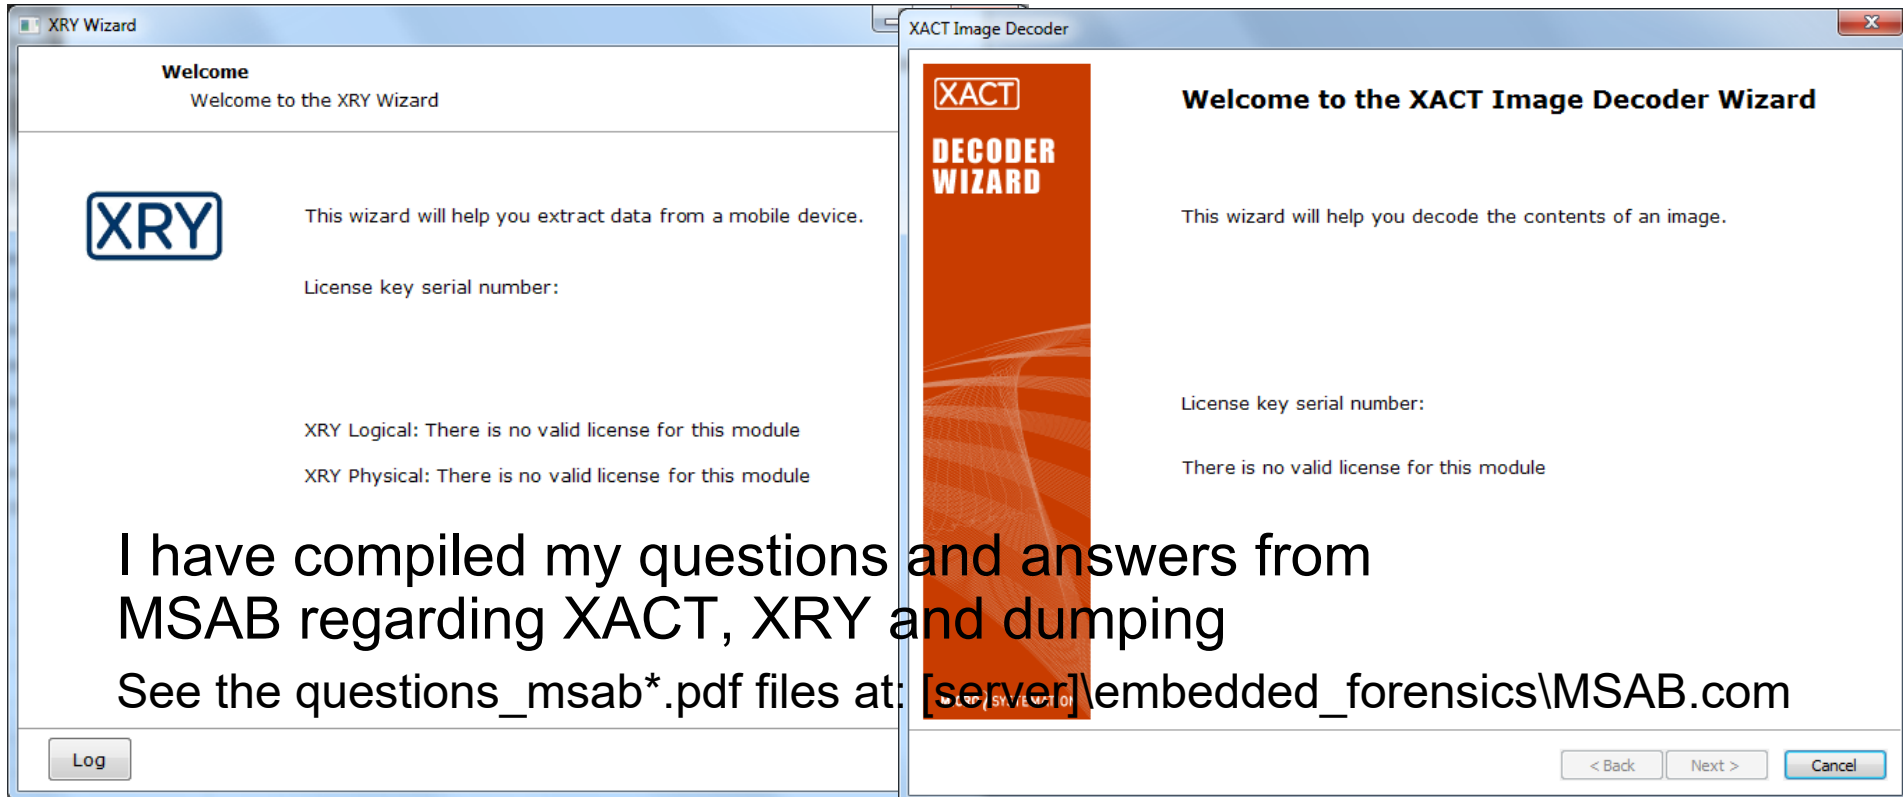 XRY Wizard
Welcome
Welcome to the XRY Wizard
XRY
This wizard will help you extract data from a mobile device.
License key serial number:
XRY Logical: There is no valid license for this module
XRY Physical: There is no valid license for this module
Log
XACT Image Decoder
XACT
DECODER
WIZARD
Welcome to the XACT Image Decoder Wizard
This wizard will help you decode the contents of an image.
License key serial number:
There is no valid license for this module
< Back
Next >
Cancel
I have compiled my questions and answers from
MSAB regarding XACT, XRY and dumping
See the questions_msab*.pdf files at: [server]\embedded_forensics\MSAB.com